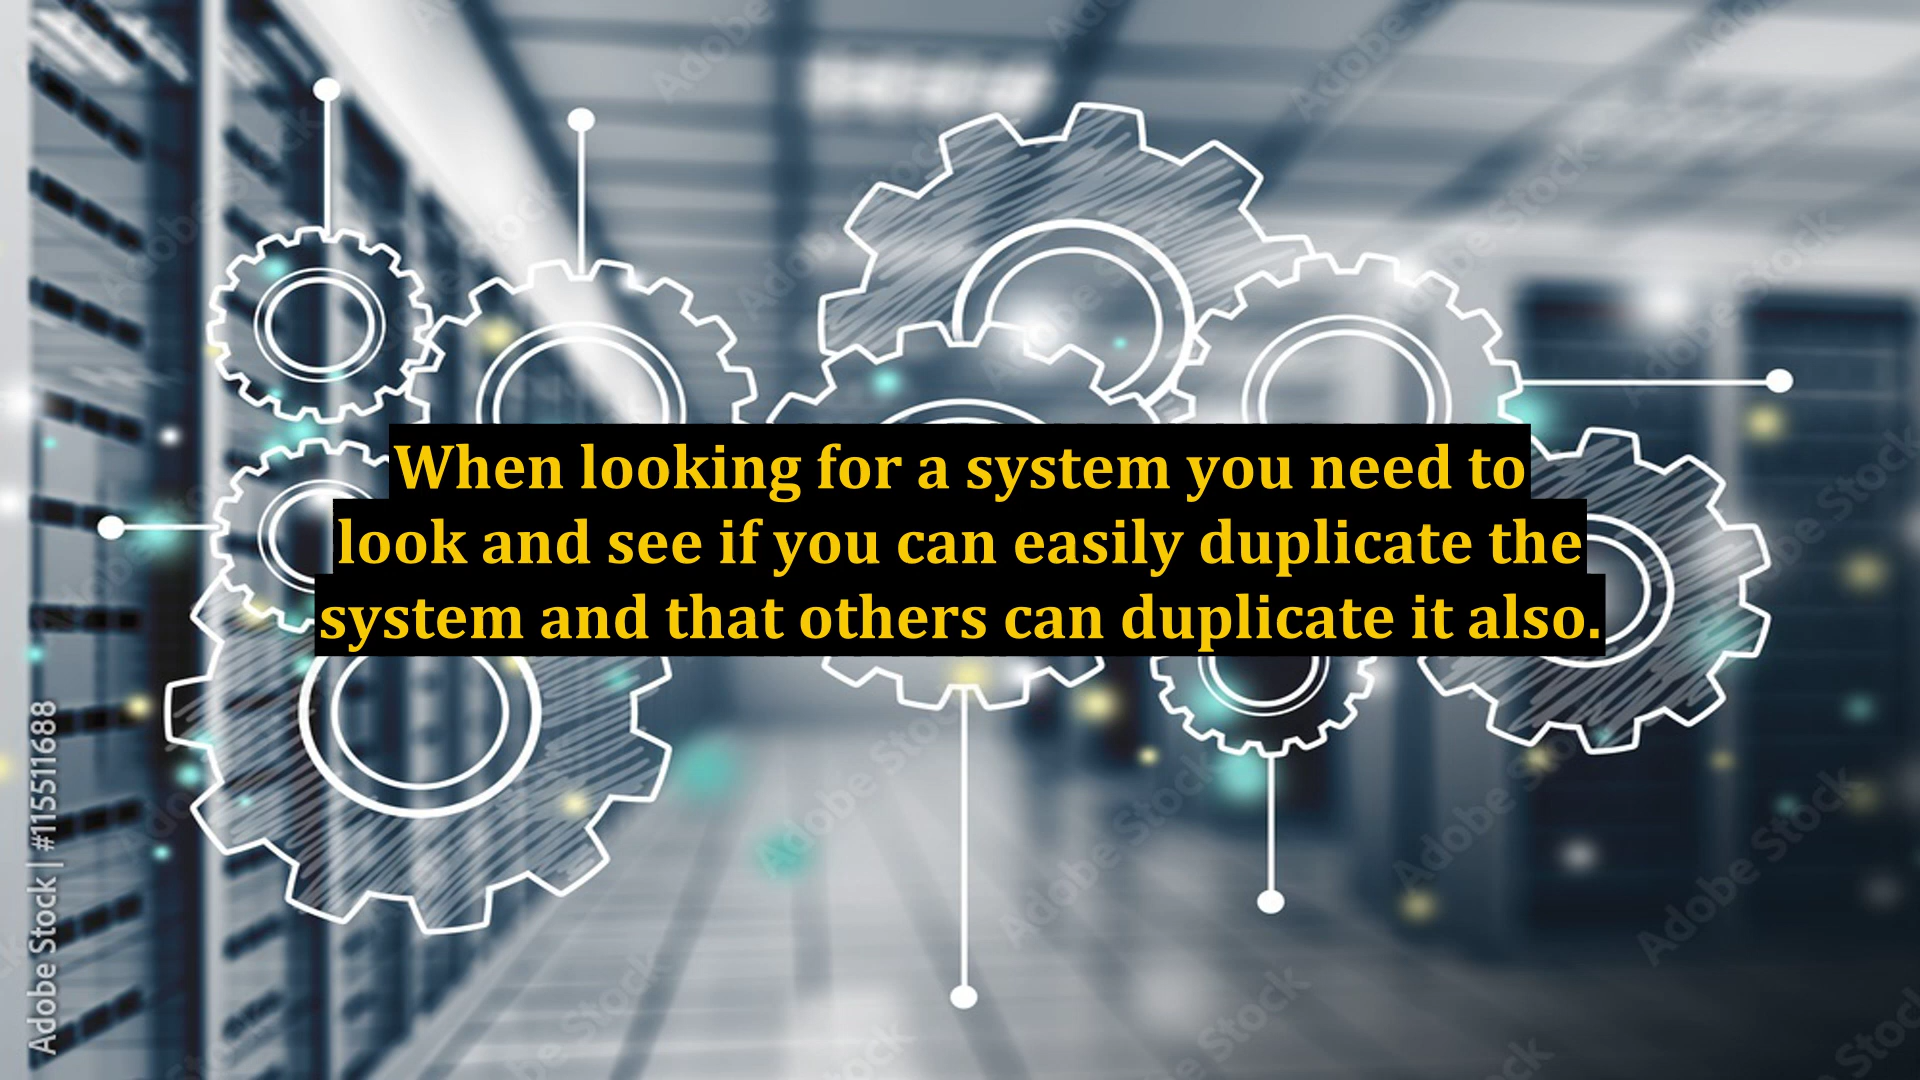 When looking for a system you need to
look and see if you can easily duplicate the
system and that others can duplicate it also.
Adobe Stock | #1155511688